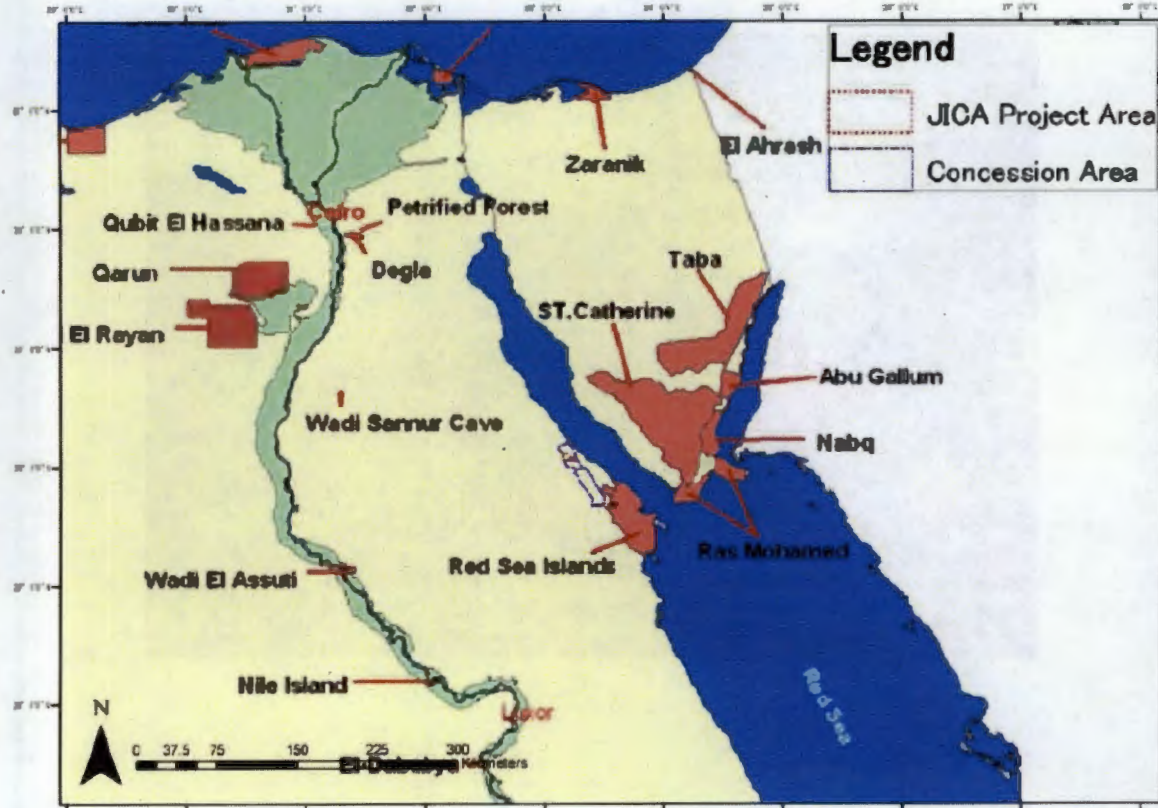 Legend
JICA Project Area
Concession Area
El Ahrash
Zaranik
Cairo
Petrified Forest
Qubit El Hassana
Degla
Qarun
Taba
ST.Catherine
El Rayan
Abu Gallum
Wadi Sannur Cave
Nabq
Ras Mohamed
Red Sea Islands
Wadi El Assuti
Nile Island
Luxor
Red Sea
N
0 37.5 75 150 225 300 Kilometers